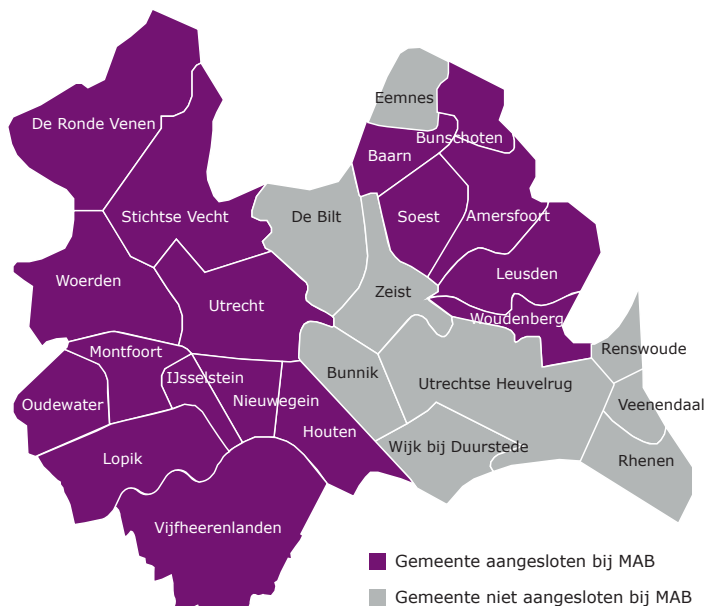 Eemnes
De Ronde Venen
Bunschoten
Baarn
Stichtse Vecht
De Bilt
Soest
Amersfoort
Woerden
Leusden
Zeist
Utrecht
Woudenberg
Montfoort
Renswoude
Bunnik
IJsselstein
Utrechtse Heuvelrug
Nieuwegein
Oudewater
Veenendaal
Houten
Wijk bij Duurstede
Lopik
Rhenen
Vijfheerenlanden
Gemeente aangesloten bij MAB
Gemeente niet aangesloten bij MAB